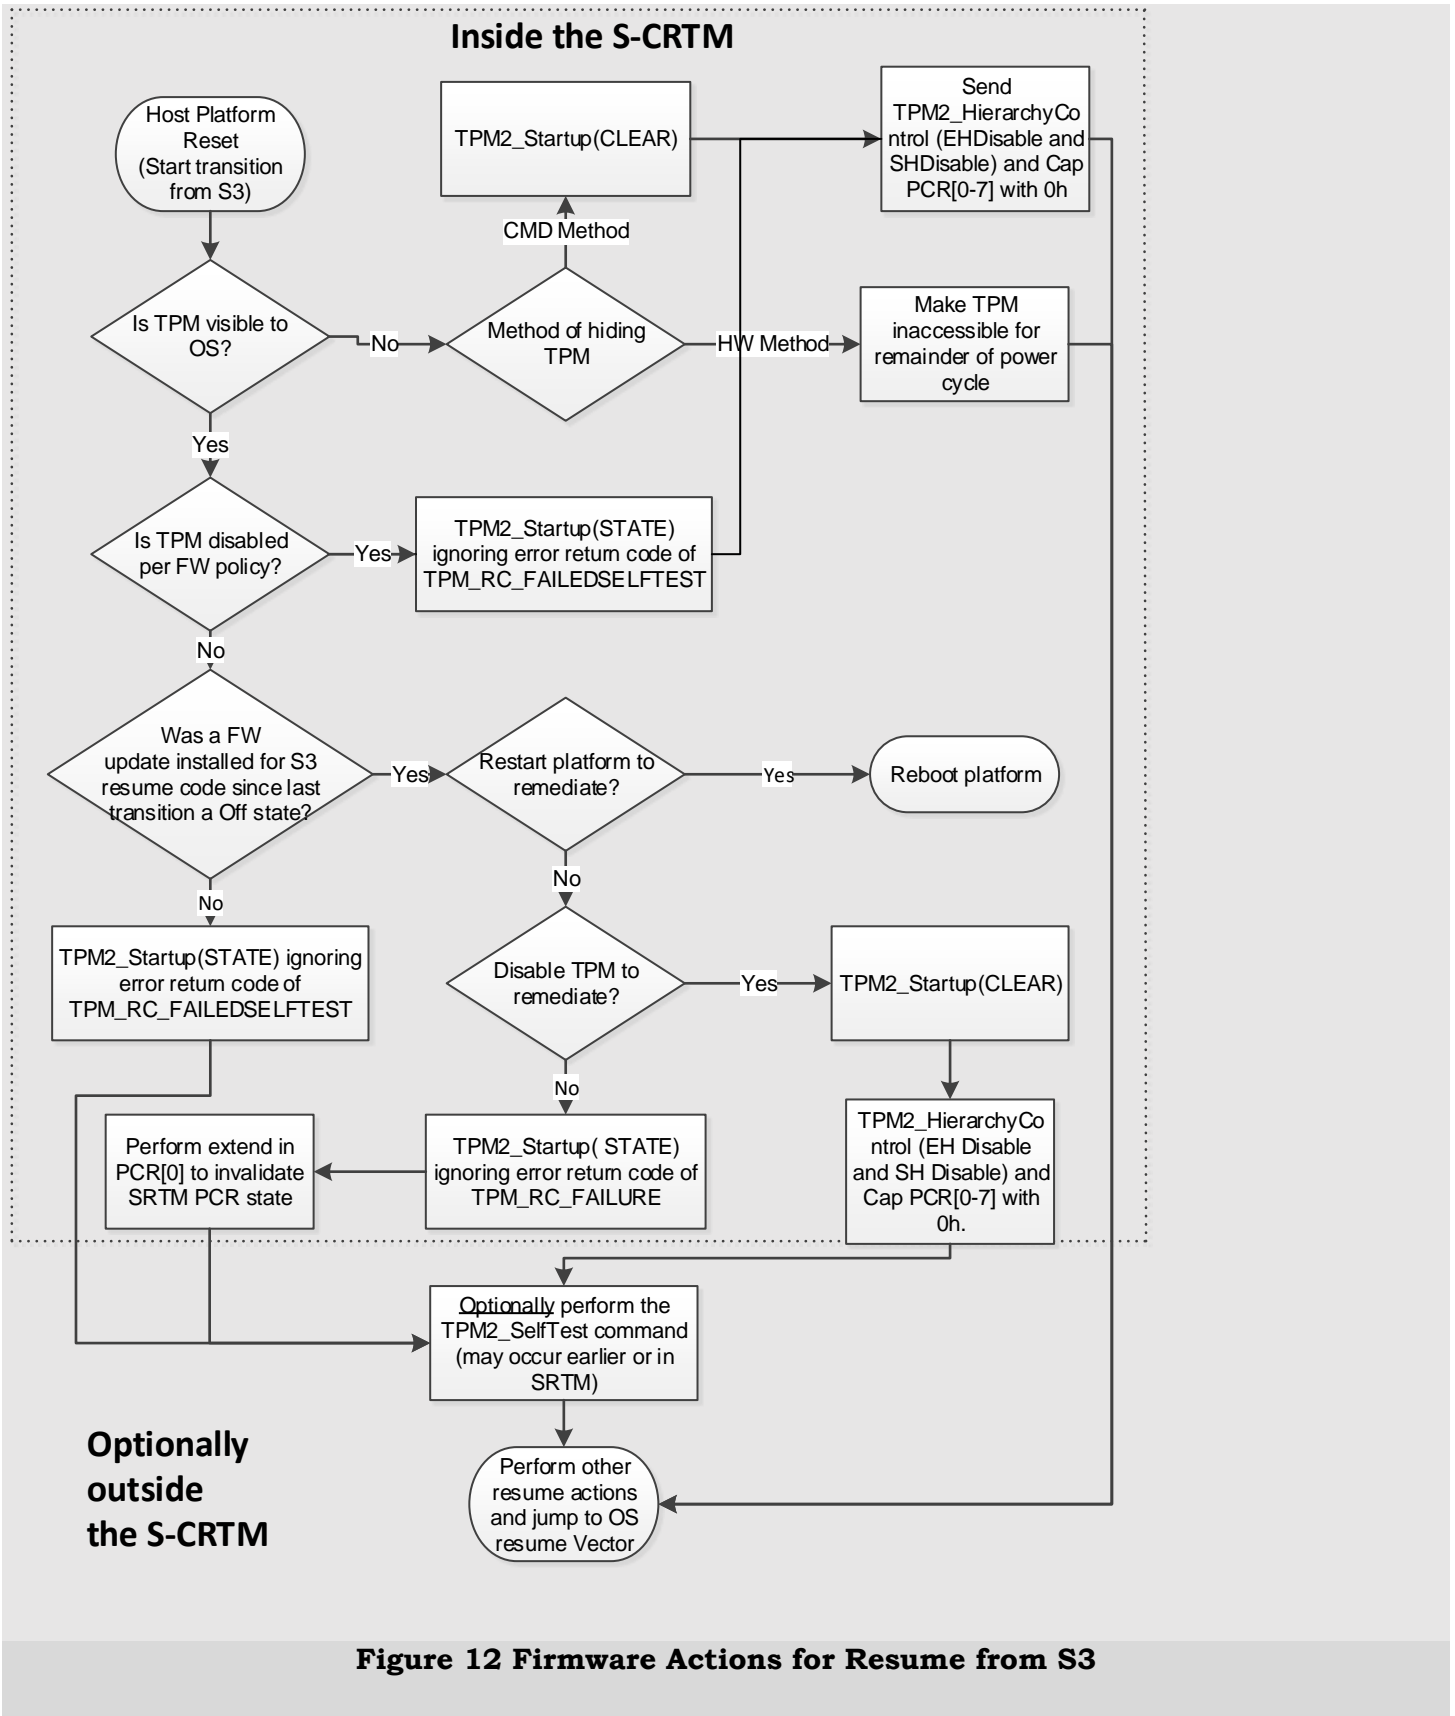 Inside the S-CRTM
Host Platform
Reset
(Start transition
from S3)
TPM2_Startup(CLEAR)
Send
TPM2_HierarchyCo
ntrol (EHDisable and
SHDisable) and Cap
PCR[0-7] with 0h
CMD Method
Is TPM visible to
OS?
No
Method of hiding
TPM
HW Method
Make TPM
inaccessible for
remainder of power
cycle
Yes
Is TPM disabled
per FW policy?
Yes
TPM2_Startup(STATE)
ignoring error return code of
TPM_RC_FAILEDSELFTEST
No
Was a FW
update installed for S3
resume code since last
transition a Off state?
Yes
Restart platform to
remediate?
Yes
Reboot platform
No
No
TPM2_Startup(STATE) ignoring
error return code of
TPM_RC_FAILEDSELFTEST
Disable TPM to
remediate?
Yes
TPM2_Startup(CLEAR)
No
Perform extend in
PCR[0] to invalidate
SRTM PCR state
TPM2_Startup( STATE)
ignoring error return code of
TPM_RC_FAILURE
TPM2_HierarchyCo
ntrol (EH Disable
and SH Disable) and
Cap PCR[0-7] with
0h.
Optionally perform the
TPM2_SelfTest command
(may occur earlier or in
SRTM)
Optionally
outside
the S-CRTM
Perform other
resume actions
and jump to OS
resume Vector
Figure 12 Firmware Actions for Resume from S3